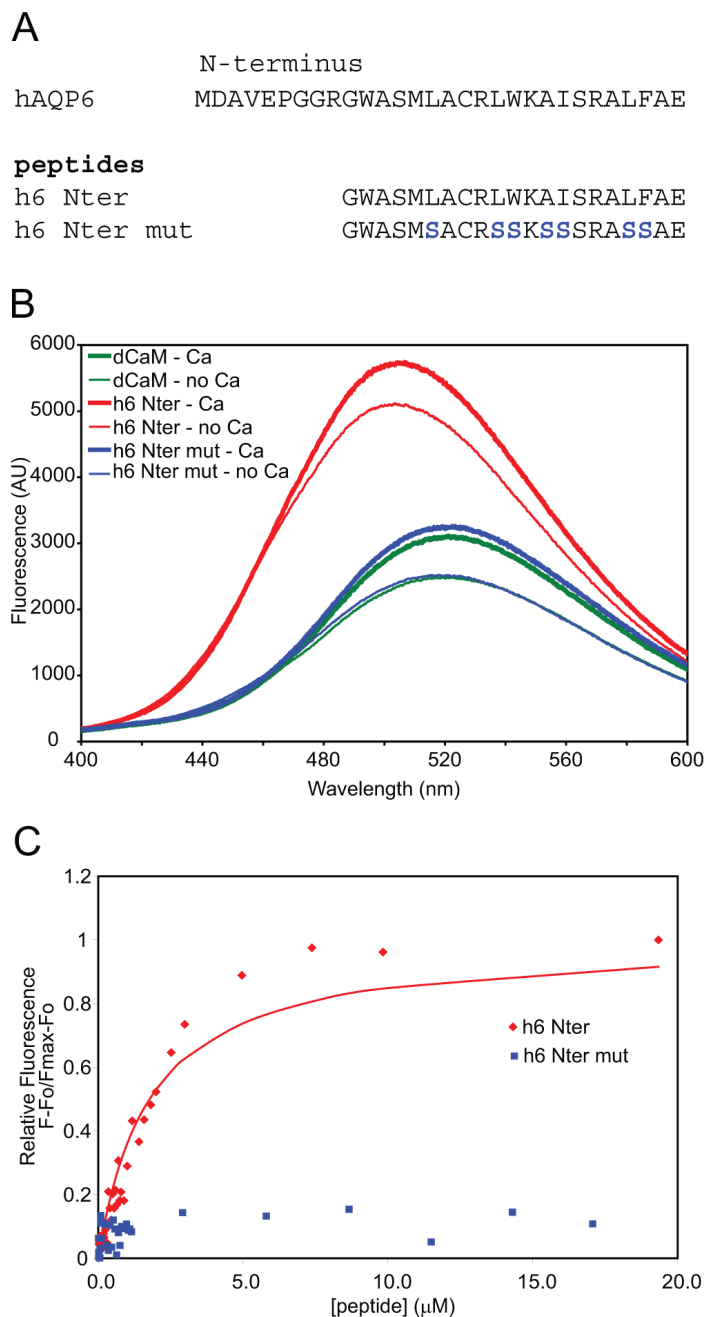 A
N-terminus
hAQP6 MDAVEPGGRGWASMLACRLWKAISRALFAE
peptides
h6 Nter GWASMLACRLWKAISRALFAE
h6 Nter mut GWASMSACRSSKSSSRASSAE
B
6000
5000
4000
3000
2000
1000
0
Fluorescence (AU)
dCaM - Ca
dCaM - no Ca
h6 Nter - Ca
h6 Nter - no Ca
h6 Nter mut - Ca
h6 Nter mut - no Ca
400 440 480 520 560 600
Wavelength (nm)
C
1.2
1
0.8
0.6
0.4
0.2
0
Relative Fluorescence
F-Fo/Fmax-Fo
h6 Nter
h6 Nter mut
0.0 5.0 10.0 15.0 20.0
[peptide] (μM)